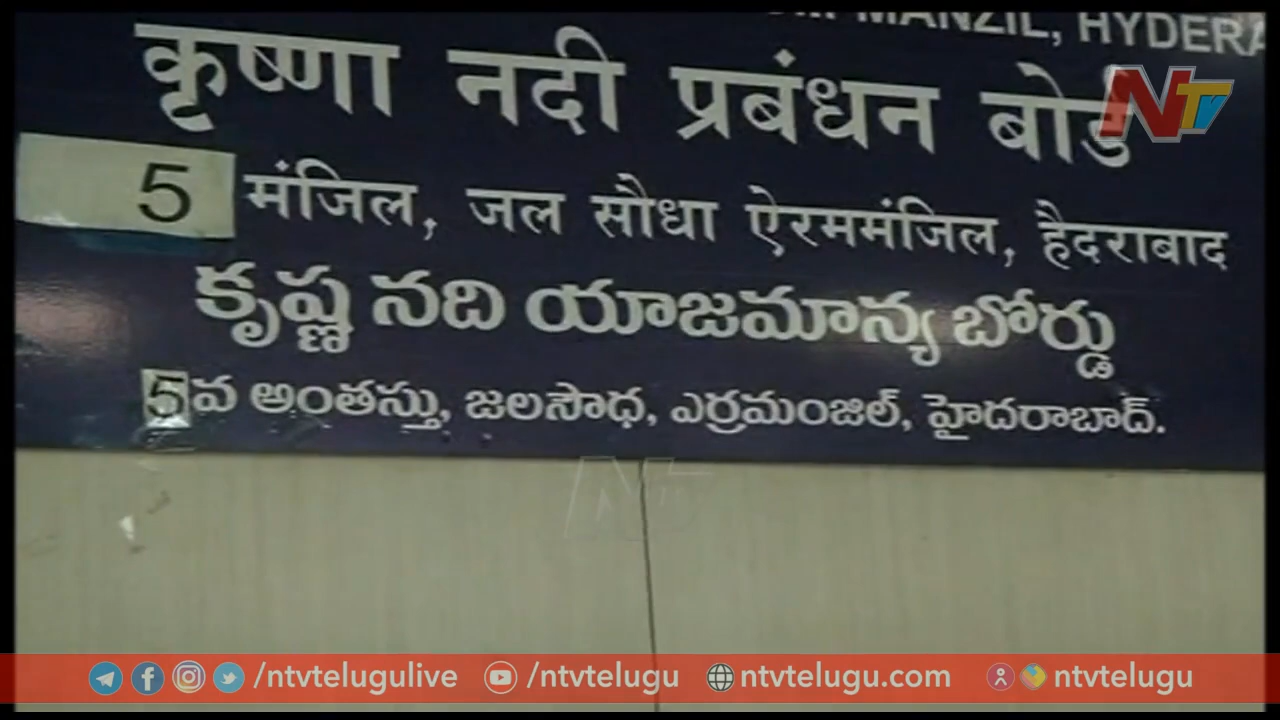 MANZIL, HYDERA
कृष्णा नदी प्रबंधन बोर्ड
NTV
5 मंजिल, जल सौधा ऐरममंजिल, हैदराबाद
కృష్ణ నది యాజమాన్య బోర్డు
5వ అంతస్తు, జలసౌధ, ఎర్రమంజిల్, హైదరాబాద్.
/ntvtelugulive /ntvtelugu ntvtelugu.com ntvtelugu